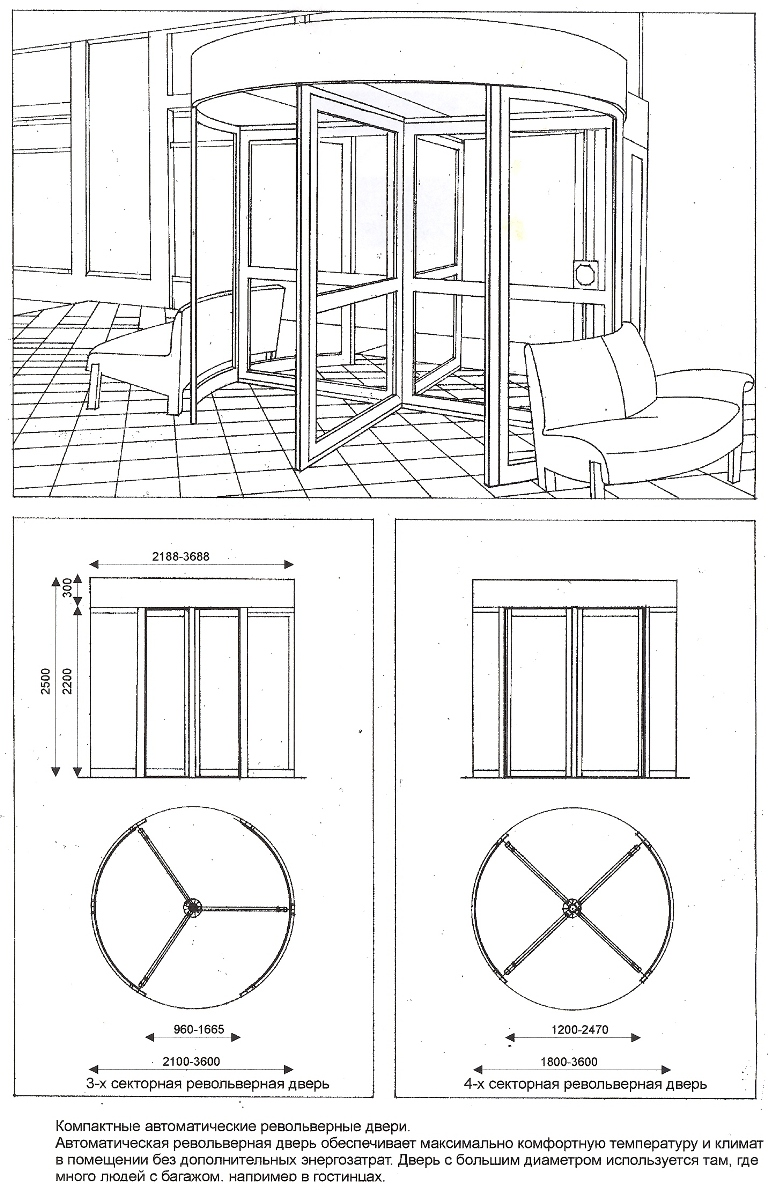 2188-3688
300
2500
2200
960-1665
2100-3600
3-х секторная револьверная дверь
1200-2470
1800-3600
4-х секторная револьверная дверь
Компактные автоматические револьверные двери.
Автоматическая револьверная дверь обеспечивает максимально комфортную температуру и климат
в помещении без дополнительных энергозатрат. Дверь с большим диаметром используется там, где
много людей с багажом, например в гостинцах.